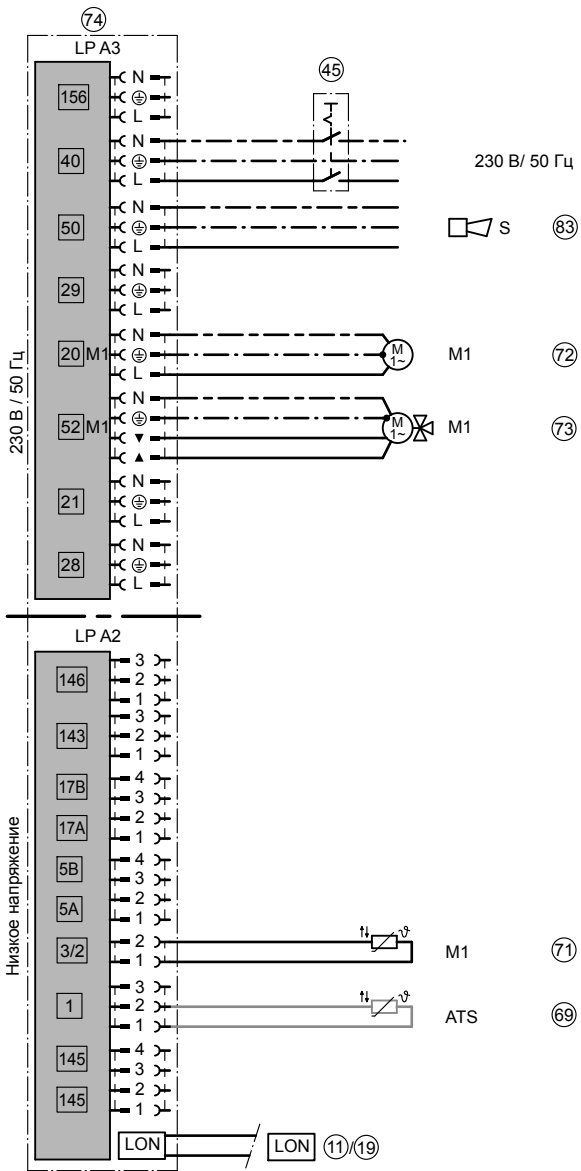 74
LP A3
N
156
L
45
N
40
L
230 В/ 50 Гц
N
50
L
S 83
N
29
L
N
20 M1
L
M
1~
M1 72
N
52 M1
▼
▲
M
1~
M1 73
N
21
L
N
28
L
230 В / 50 Гц
LP A2
3
146 2
1
3
143 2
1
17B 4
3
17A 2
1
5B 4
3
5A 2
1
3/2 2
1
ϑ
M1 71
3
1 2
1
ϑ
ATS 69
145 4
3
145 2
1
Низкое напряжение
LON LON 11/19